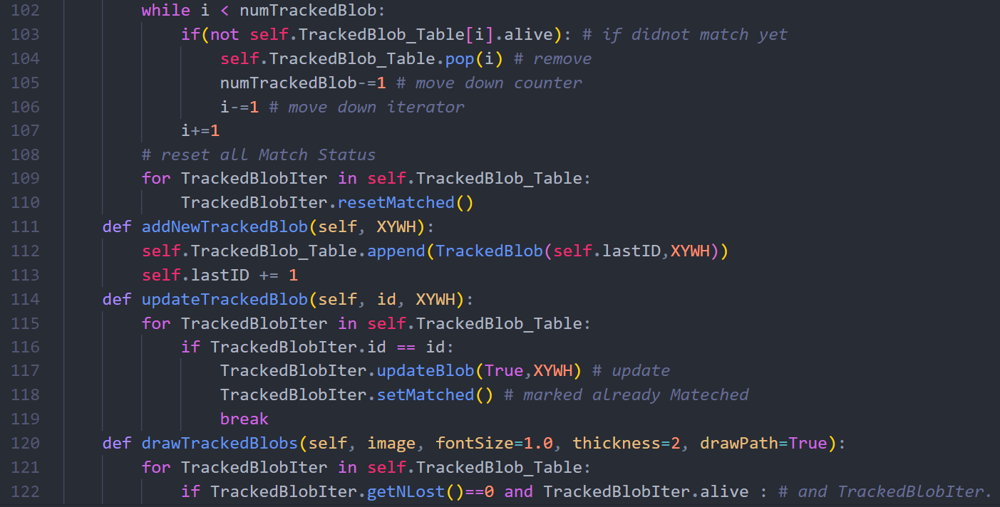 102 while i < numTrackedBlob:
103 if(not self.TrackedBlob_Table[i].alive): # if didnot match yet
104 self.TrackedBlob_Table.pop(i) # remove
105 numTrackedBlob-=1 # move down counter
106 i-=1 # move down iterator
107 i+=1
108 # reset all Match Status
109 for TrackedBlobIter in self.TrackedBlob_Table:
110 TrackedBlobIter.resetMatched()
111 def addNewTrackedBlob(self, XYWH):
112 self.TrackedBlob_Table.append(TrackedBlob(self.lastID,XYWH))
113 self.lastID += 1
114 def updateTrackedBlob(self, id, XYWH):
115 for TrackedBlobIter in self.TrackedBlob_Table:
116 if TrackedBlobIter.id == id:
117 TrackedBlobIter.updateBlob(True,XYWH) # update
118 TrackedBlobIter.setMatched() # marked already Mateched
119 break
120 def drawTrackedBlobs(self, image, fontSize=1.0, thickness=2, drawPath=True):
121 for TrackedBlobIter in self.TrackedBlob_Table:
122 if TrackedBlobIter.getNLost()==0 and TrackedBlobIter.alive : # and TrackedBlobIter.